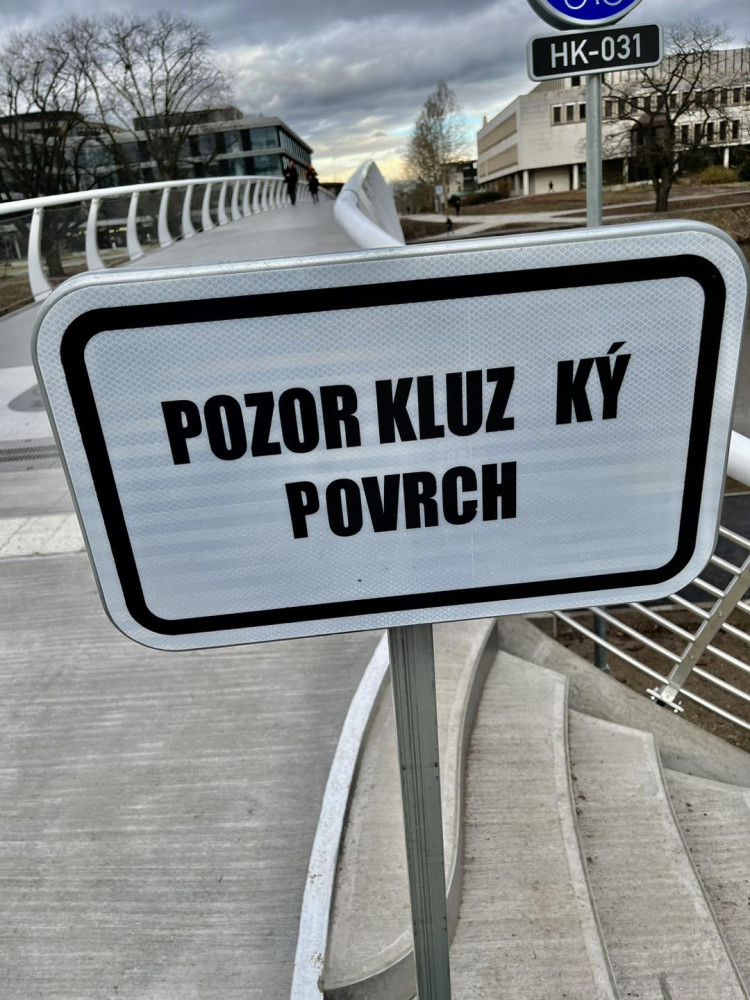 HK-031
POZOR KLUZ KÝ
POVRCH